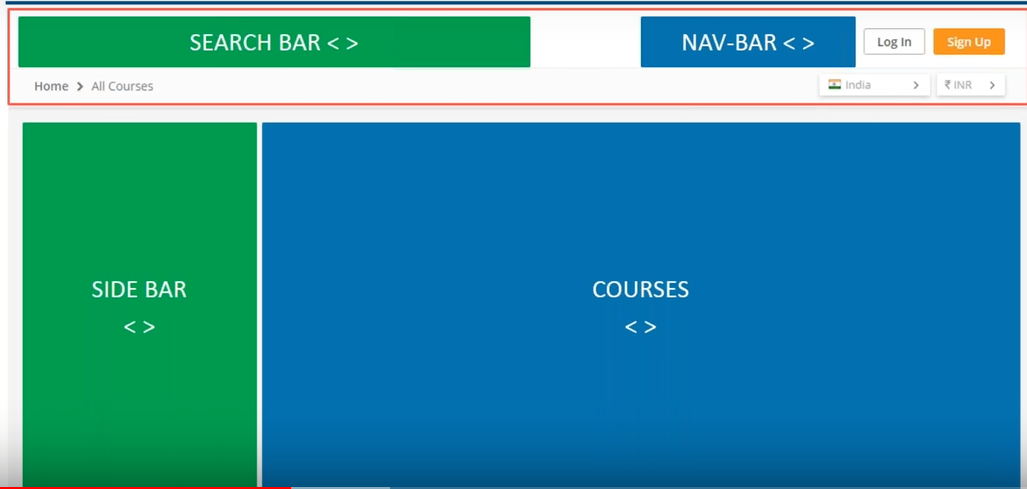 SEARCH BAR < >
NAV-BAR < >
Log In
Sign Up
Home > All Courses
India >
₹ INR >
SIDE BAR
< >
COURSES
< >